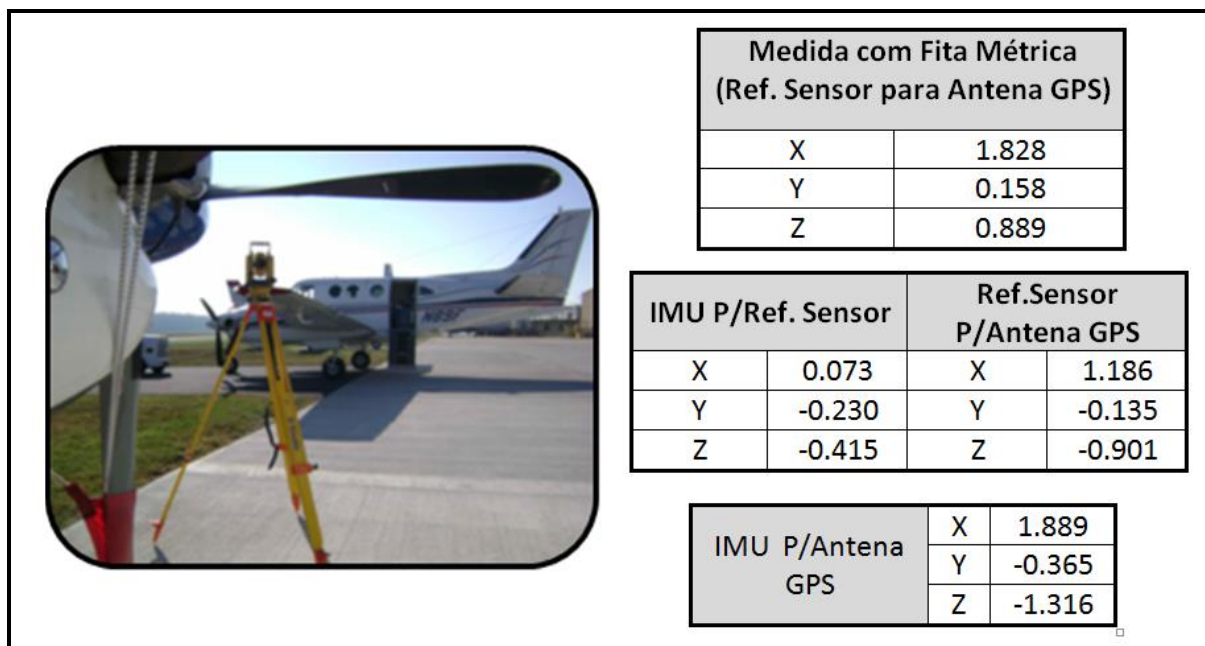 Medida com Fita Métrica
(Ref. Sensor para Antena GPS)
X 1.828
Y 0.158
Z 0.889
IMU P/Ref. Sensor Ref.Sensor P/Antena GPS
X 0.073 X 1.186
Y -0.230 Y -0.135
Z -0.415 Z -0.901
IMU P/Antena GPS
X 1.889
Y -0.365
Z -1.316